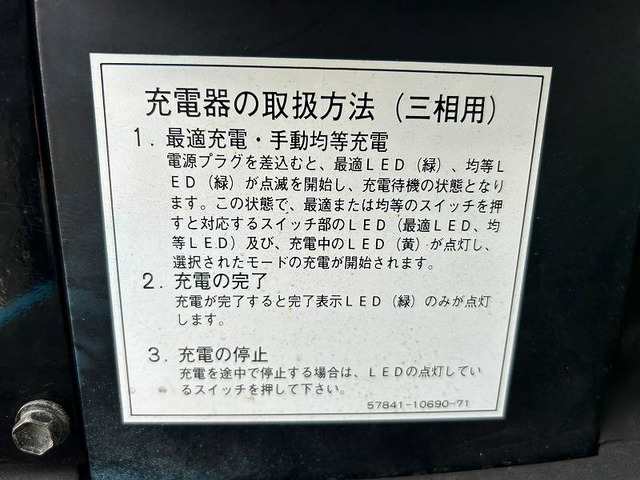 充電器の取扱方法（三相用）
1．最適充電・手動均等充電
電源プラグを差込むと、最適LED（緑）、均等L
ED（緑）が点滅を開始し、充電待機の状態となり
ます。この状態で、最適または均等のスイッチを押
すと対応するスイッチ部のLED（最適LED、均
等LED）及び、充電中のLED（黄）が点灯し、
選択されたモードの充電が開始されます。
2．充電の完了
充電が完了すると完了表示LED（緑）のみが点灯
します。
3．充電の停止
充電を途中で停止する場合は、LEDの点灯してい
るスイッチを押して下さい。
57841-10690-71